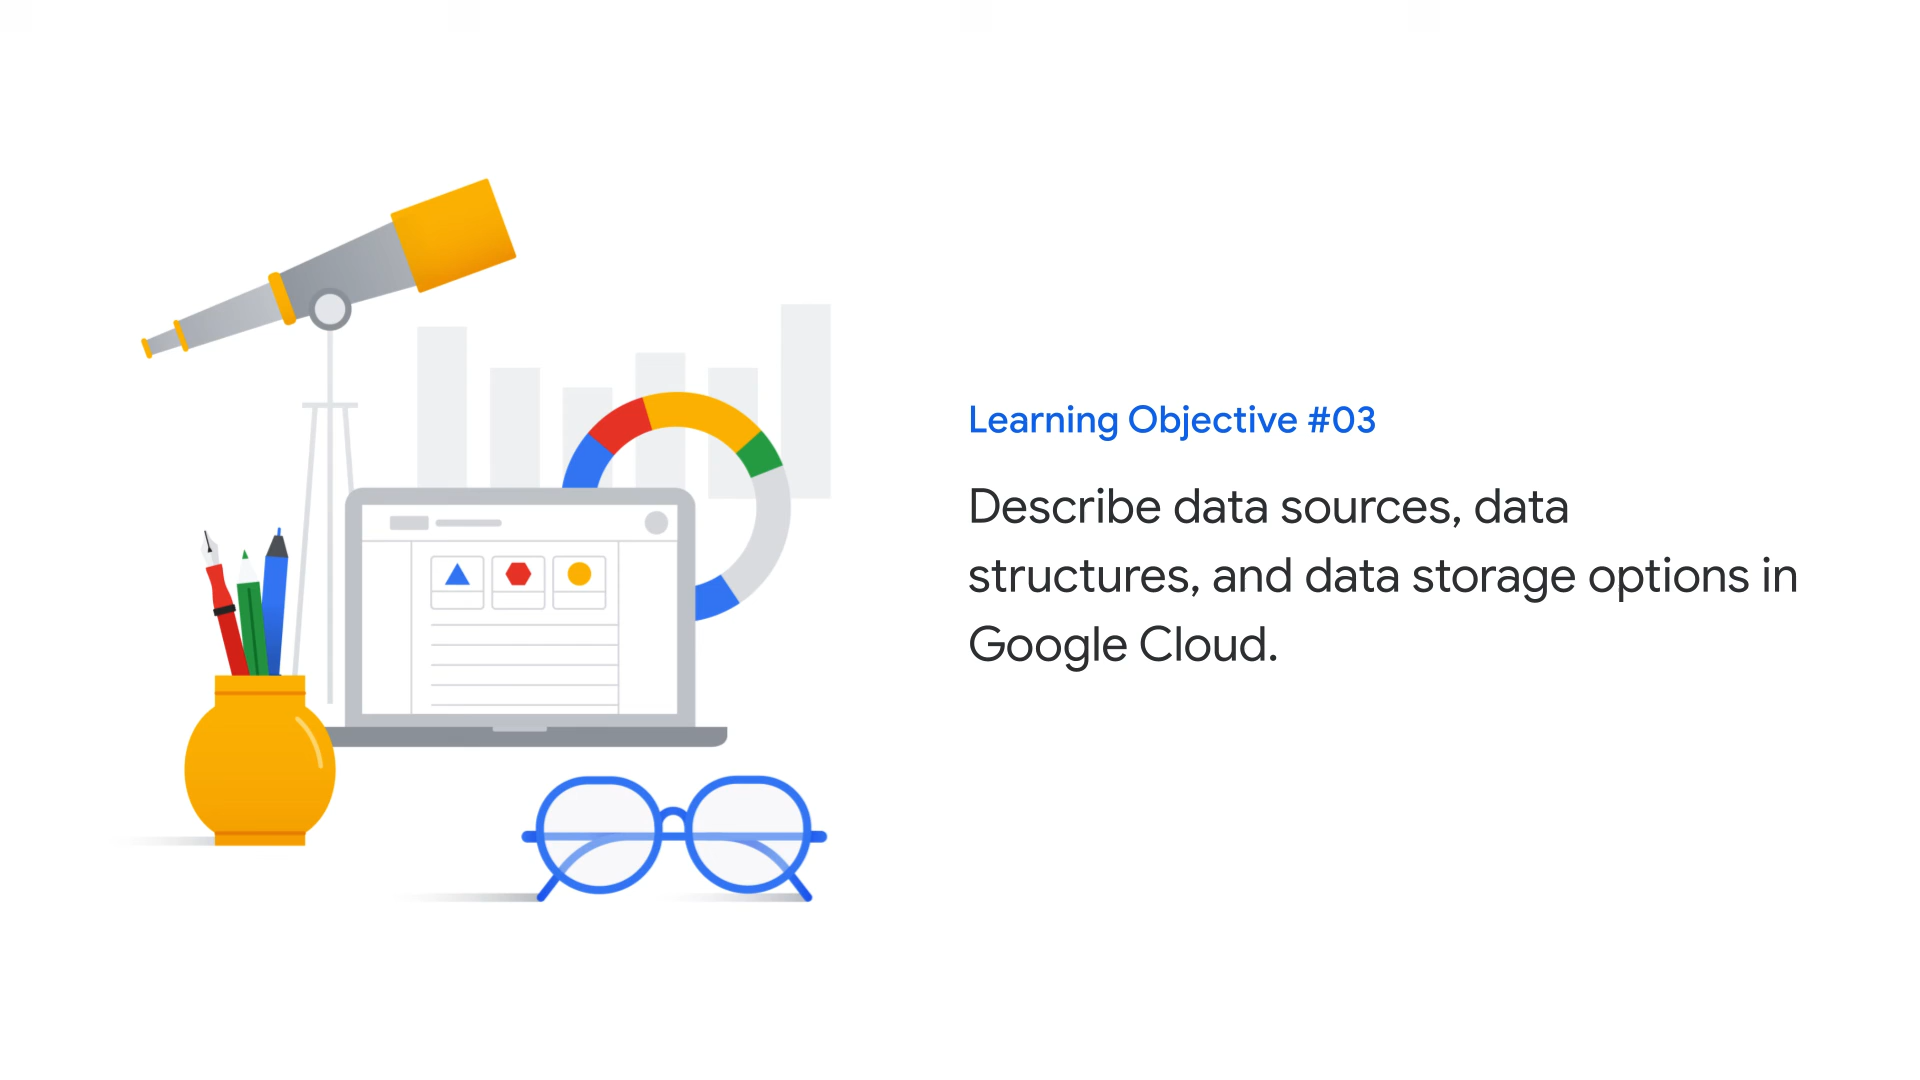 Learning Objective #03
Describe data sources, data
structures, and data storage options in
Google Cloud.